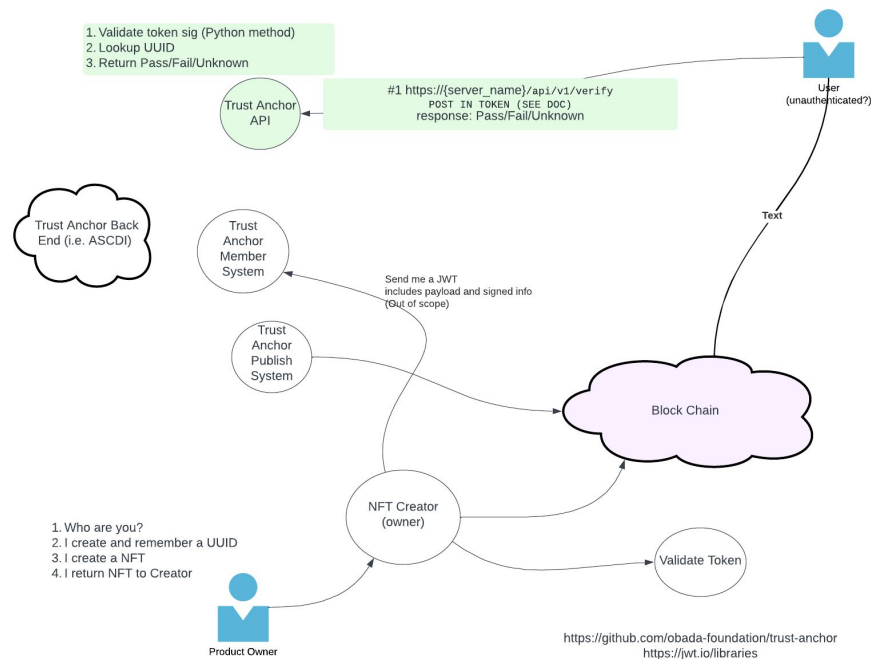 1. Validate token sig (Python method)
2. Lookup UUID
3. Return Pass/Fail/Unknown
#1 https://{server_name}/api/v1/verify
POST IN TOKEN (SEE DOC)
response: Pass/Fail/Unknown
User
(unauthenticated?)
Trust Anchor
API
Text
Trust Anchor Back
End (i.e. ASCDI)
Trust
Anchor
Member
System
Send me a JWT
includes payload and signed info
(Out of scope)
Trust
Anchor
Publish
System
Block Chain
NFT Creator
(owner)
Validate Token
1. Who are you?
2. I create and remember a UUID
3. I create a NFT
4. I return NFT to Creator
Product Owner
https://github.com/obada-foundation/trust-anchor
https://jwt.io/libraries